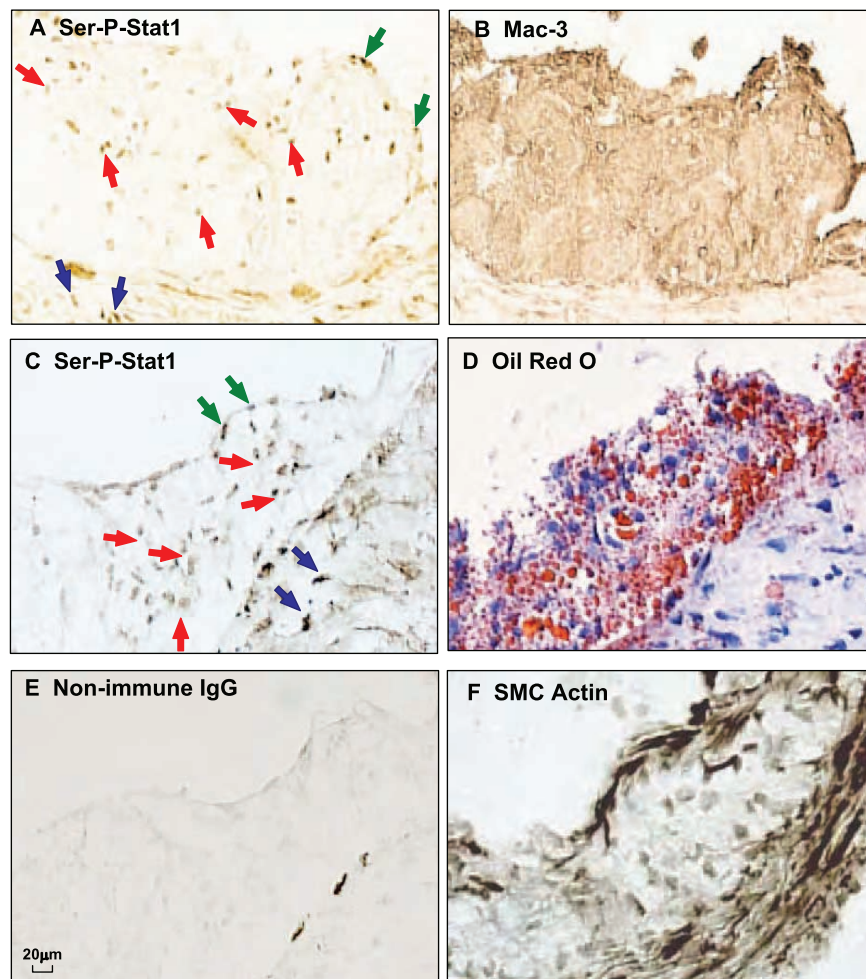 A Ser-P-Stat1
B Mac-3
C Ser-P-Stat1
D Oil Red O
E Non-immune IgG
F SMC Actin
20μm